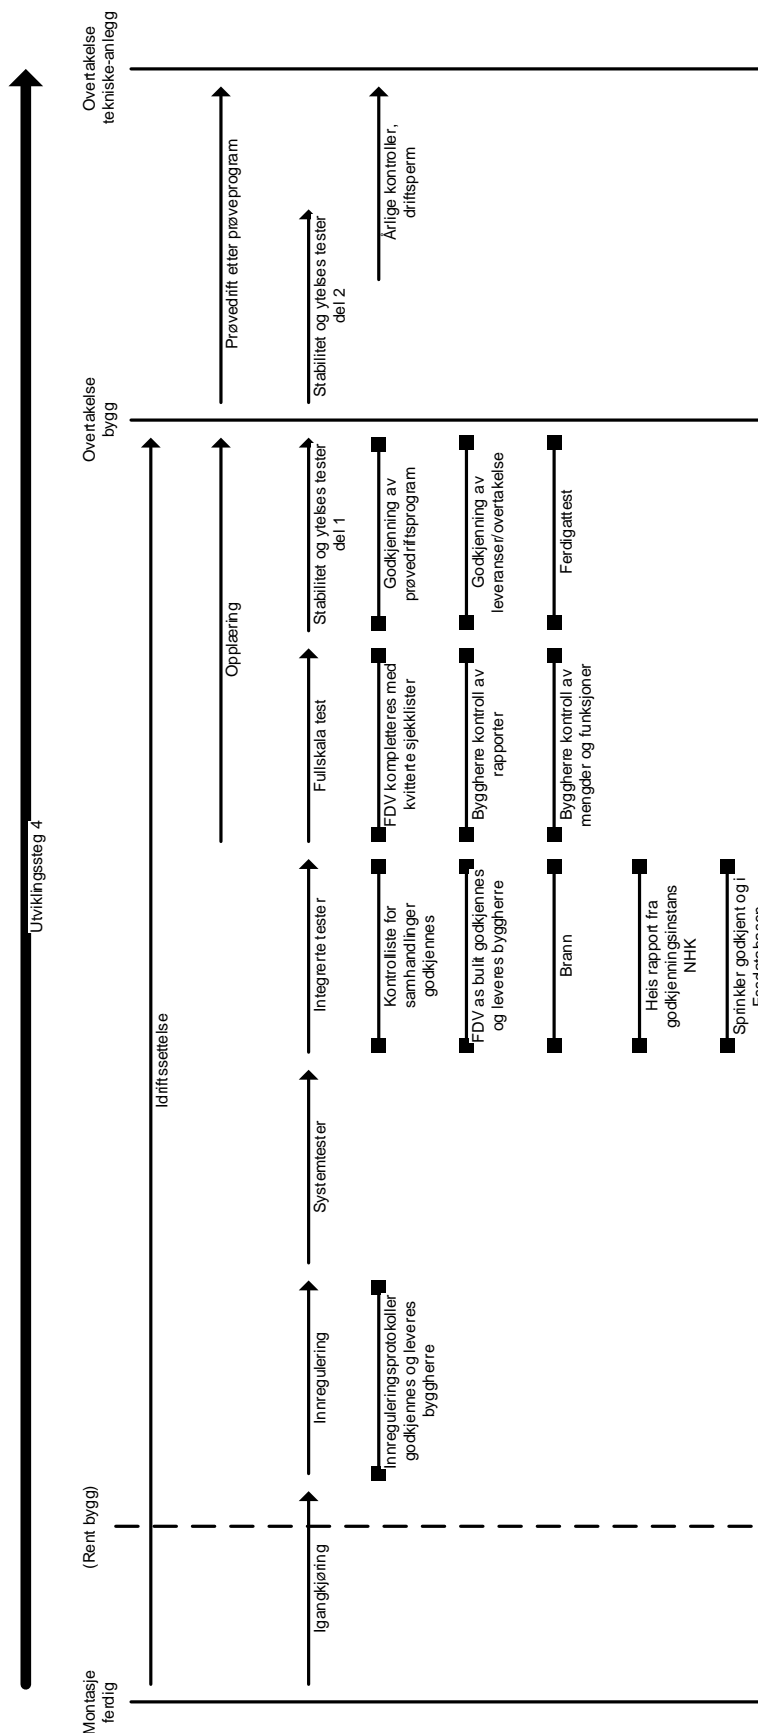 Utviklingssteg 4
Montasje
ferdig
(Rent bygg)
Overtakelse
bygg
Overtakelse
tekniske-anlegg
Idriftssettelse
Opplæring
Prøvedrift etter prøveprogram
Igangkjøring
Innregulering
Systemtester
Integrerte tester
Fullskala test
Stabilitet og ytelses tester
del 1
Stabilitet og ytelses tester
del 2
Innreguleringsprotokoller
godkjennes og leveres
byggherre
Kontrolliste for
samhandlinger
godkjennes
FDV kompletteres med
kvitterte sjekklister
Godkjenning av
prøvedriftsprogram
Årlige kontroller,
driftsperm
FDV as bulit godkjennes
og leveres byggherre
Byggherre kontroll av
rapporter
Godkjenning av
leveranser/overtakelse
Brann
Byggherre kontroll av
mengder og funksjoner
Ferdigattest
Heis rapport fra
godkjenningsinstans
NHK
Sprinkler godkjent og i